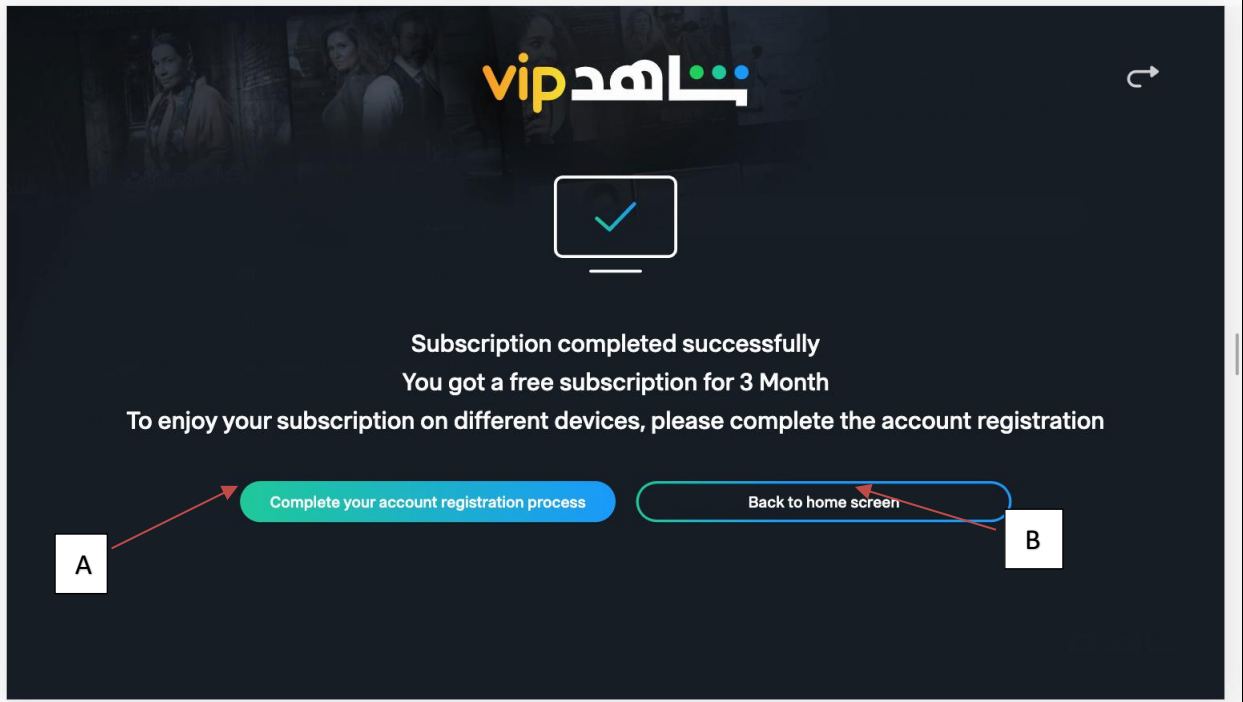 شاهد vip
Subscription completed successfully
You got a free subscription for 3 Month
To enjoy your subscription on different devices, please complete the account registration
Complete your account registration process
Back to home screen
A
B